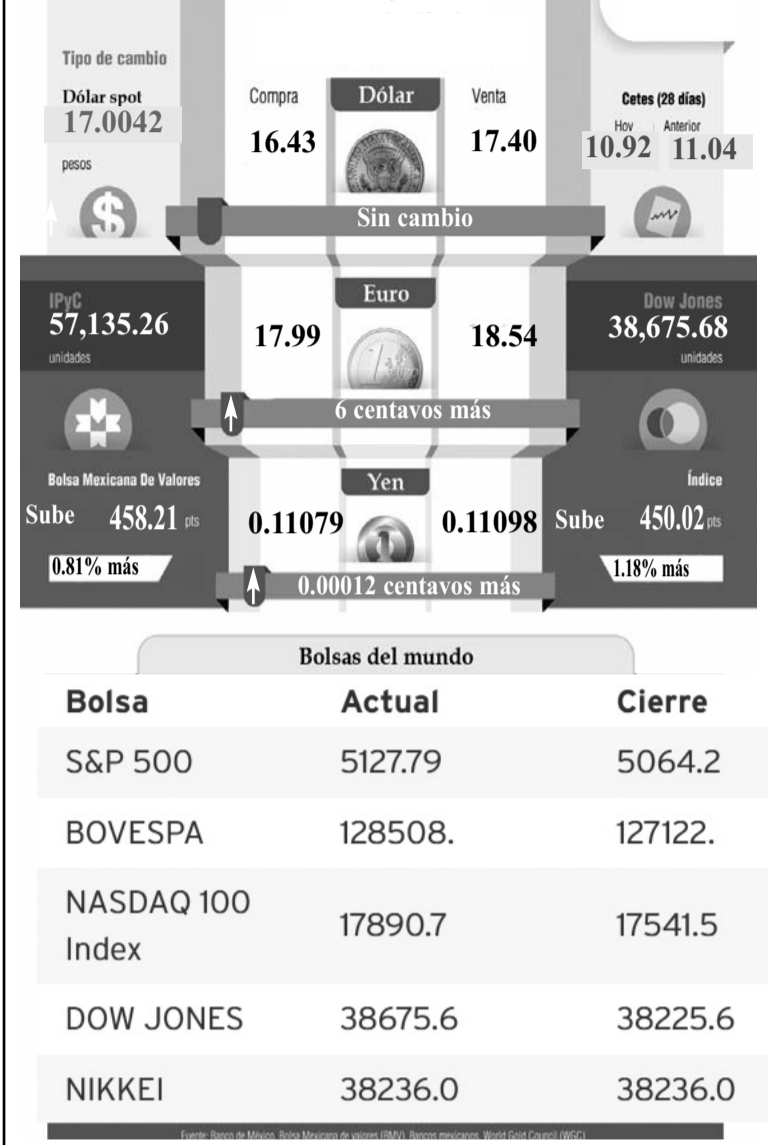 Tipo de cambio
Dólar spot
17.0042
pesos
Compra
Dólar
Venta
16.43
17.40
Cetes (28 días)
Hoy
Anterior
10.92
11.04
Sin cambio
IPyC
57,135.26
unidades
Euro
17.99
18.54
Dow Jones
38,675.68
unidades
6 centavos más
Bolsa Mexicana De Valores
Sube 458.21 pts
0.81% más
Yen
0.11079
0.11098
Índice
Sube 450.02 pts
1.18% más
0.00012 centavos más
Bolsas del mundo
Bolsa Actual Cierre
S&P 500 5127.79 5064.2
BOVESPA 128508. 127122.
NASDAQ 100
Index
17890.7 17541.5
DOW JONES 38675.6 38225.6
NIKKEI 38236.0 38236.0
Fuente: Banco de México, Bolsa Mexicana de valores (BMV), Bancos mexicanos, World Gold Council (WGC)